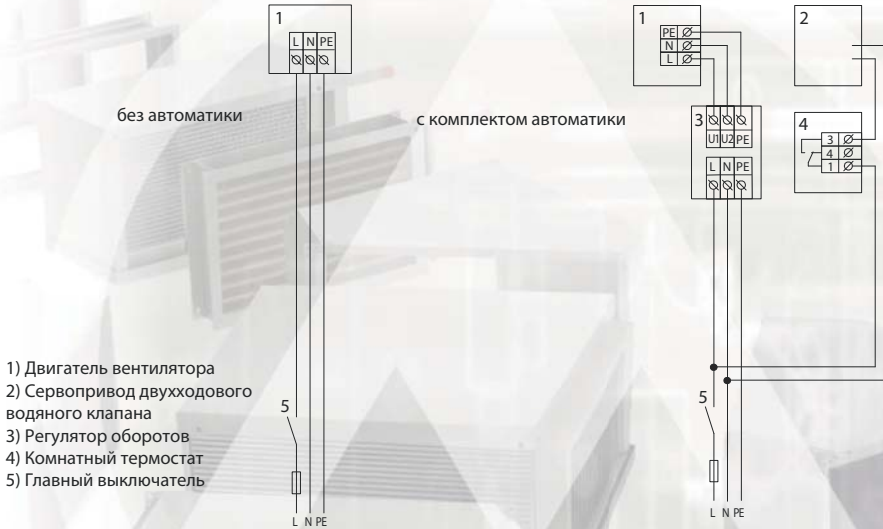 1
L N PE
без автоматики
5
L N PE
с комплектом автоматики
1
PE
N
L
3
U1 U2 PE
L N PE
5
L N PE
2
4
3
4
1
1) Двигатель вентилятора
2) Сервопривод двухходового
водяного клапана
3) Регулятор оборотов
4) Комнатный термостат
5) Главный выключатель